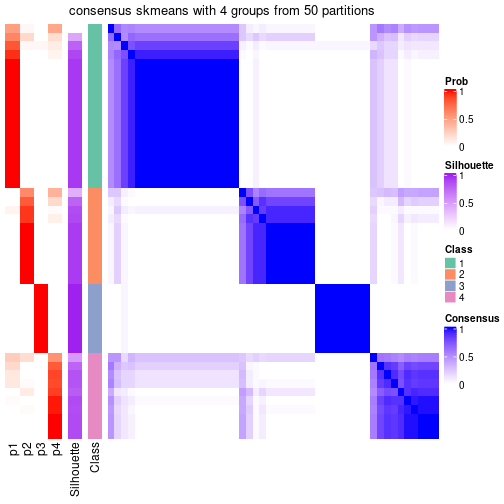 consensus skmeans with 4 groups from 50 partitions
Prob
1
0.5
0
Silhouette
1
0.5
0
Class
1
2
3
4
Consensus
1
0.5
0
p1
p2
p3
p4
Silhouette
Class